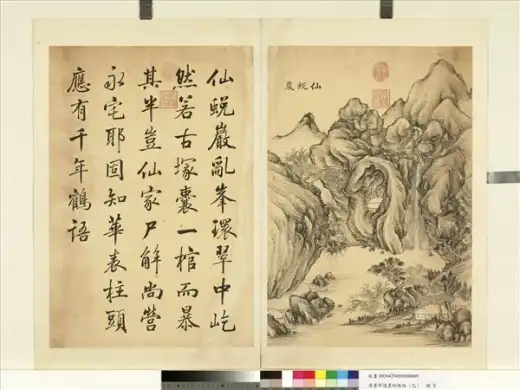 仙蛻巖亂峯環翠中屹
然若古塚囊一棺而暴
其半豈仙家尸解尚營
永宅耶固知華表柱頭
應有千年鶴語
仙蛻巖